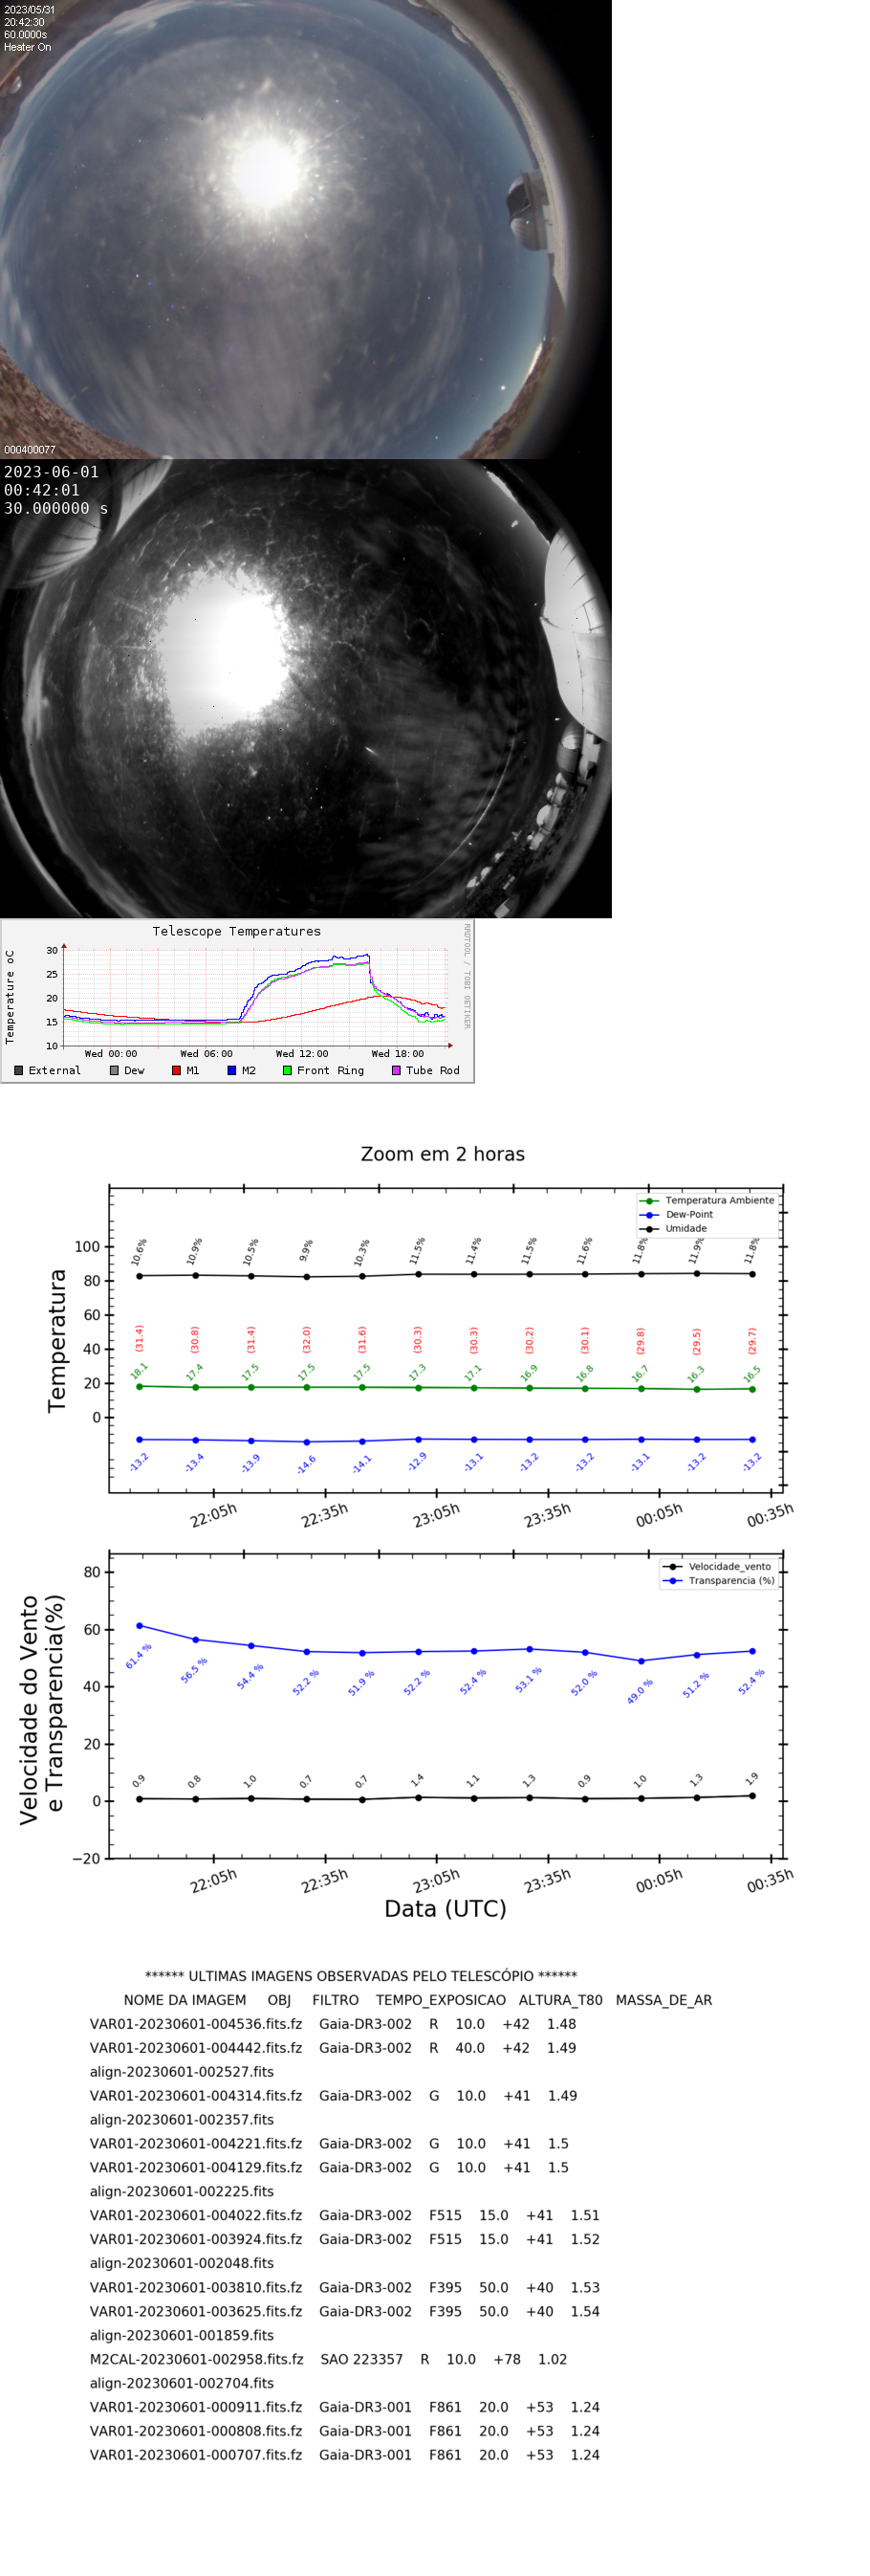 2023/05/31
20:42:30
60.0000s
Heater On
000400077
2023-06-01
00:42:01
30.000000 s
Telescope Temperatures
RRDTOOL / TOBI OETIKER
Temperature oC
30
25
20
15
10
Wed 00:00 Wed 06:00 Wed 12:00 Wed 18:00
External Dew M1 M2 Front Ring Tube Rod
Zoom em 2 horas
Temperatura Ambiente
Dew-Point
Umidade
Temperatura
100
80
60
40
20
0
10.6% 10.9% 10.5% 9.9% 10.3% 11.5% 11.4% 11.5% 11.6% 11.8% 11.9% 11.8%
(31.4) (30.8) (31.4) (32.0) (31.6) (30.3) (30.3) (30.2) (30.1) (29.8) (29.5) (29.7)
18.1 17.4 17.5 17.5 17.5 17.3 17.1 16.9 16.8 16.7 16.3 16.5
-13.2 -13.4 -13.9 -14.6 -14.1 -12.9 -13.1 -13.2 -13.2 -13.1 -13.2 -13.2
22:05h 22:35h 23:05h 23:35h 00:05h 00:35h
Velocidade_vento
Transparencia (%)
Velocidade do Vento
e Transparencia(%)
80
60
40
20
0
−20
61.4 % 56.5 % 54.4 % 52.2 % 51.9 % 52.2 % 52.4 % 53.1 % 52.0 % 49.0 % 51.2 % 52.4 %
0.9 0.8 1.0 0.7 0.7 1.4 1.1 1.3 0.9 1.0 1.3 1.9
22:05h 22:35h 23:05h 23:35h 00:05h 00:35h
Data (UTC)
****** ULTIMAS IMAGENS OBSERVADAS PELO TELESCÓPIO ******
NOME DA IMAGEM OBJ FILTRO TEMPO_EXPOSICAO ALTURA_T80 MASSA_DE_AR
VAR01-20230601-004536.fits.fz Gaia-DR3-002 R 10.0 +42 1.48
VAR01-20230601-004442.fits.fz Gaia-DR3-002 R 40.0 +42 1.49
align-20230601-002527.fits
VAR01-20230601-004314.fits.fz Gaia-DR3-002 G 10.0 +41 1.49
align-20230601-002357.fits
VAR01-20230601-004221.fits.fz Gaia-DR3-002 G 10.0 +41 1.5
VAR01-20230601-004129.fits.fz Gaia-DR3-002 G 10.0 +41 1.5
align-20230601-002225.fits
VAR01-20230601-004022.fits.fz Gaia-DR3-002 F515 15.0 +41 1.51
VAR01-20230601-003924.fits.fz Gaia-DR3-002 F515 15.0 +41 1.52
align-20230601-002048.fits
VAR01-20230601-003810.fits.fz Gaia-DR3-002 F395 50.0 +40 1.53
VAR01-20230601-003625.fits.fz Gaia-DR3-002 F395 50.0 +40 1.54
align-20230601-001859.fits
M2CAL-20230601-002958.fits.fz SAO 223357 R 10.0 +78 1.02
align-20230601-002704.fits
VAR01-20230601-000911.fits.fz Gaia-DR3-001 F861 20.0 +53 1.24
VAR01-20230601-000808.fits.fz Gaia-DR3-001 F861 20.0 +53 1.24
VAR01-20230601-000707.fits.fz Gaia-DR3-001 F861 20.0 +53 1.24